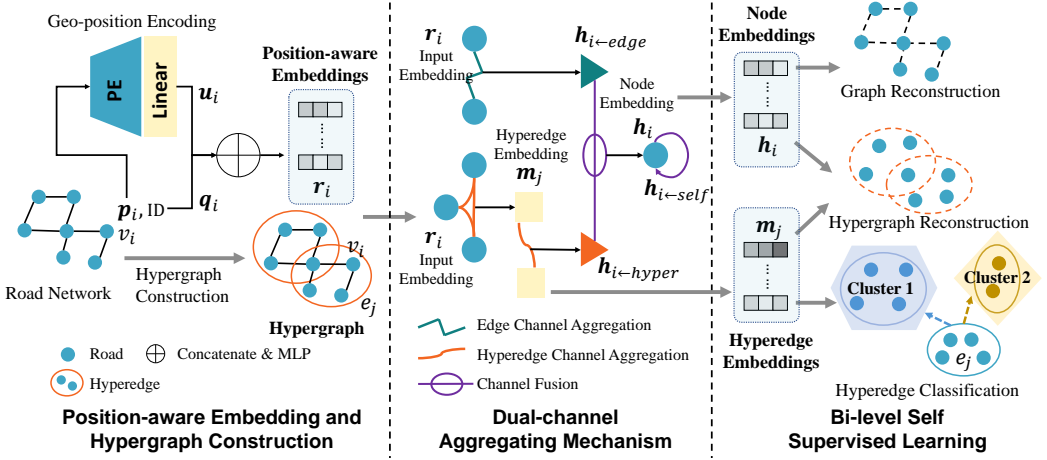 Geo-position Encoding
PE
Linear
u_i
q_i
p_i, ID
v_i
Road Network
Hypergraph
Construction
Position-aware
Embeddings
......
r_i
v_i
e_j
Hypergraph
Road
Concatenate & MLP
Hyperedge
Position-aware Embedding and
Hypergraph Construction
r_i
Input
Embedding
h_{i←edge}
Node
Embedding
h_i
h_{i←self}
Hyperedge
Embedding
m_j
r_i
Input
Embedding
h_{i←hyper}
Edge Channel Aggregation
Hyperedge Channel Aggregation
Channel Fusion
Dual-channel
Aggregating Mechanism
Node
Embeddings
......
h_i
m_j
......
Hyperedge
Embeddings
Graph Reconstruction
Hypergraph Reconstruction
Cluster 1
Cluster 2
e_j
Hyperedge Classification
Bi-level Self
Supervised Learning